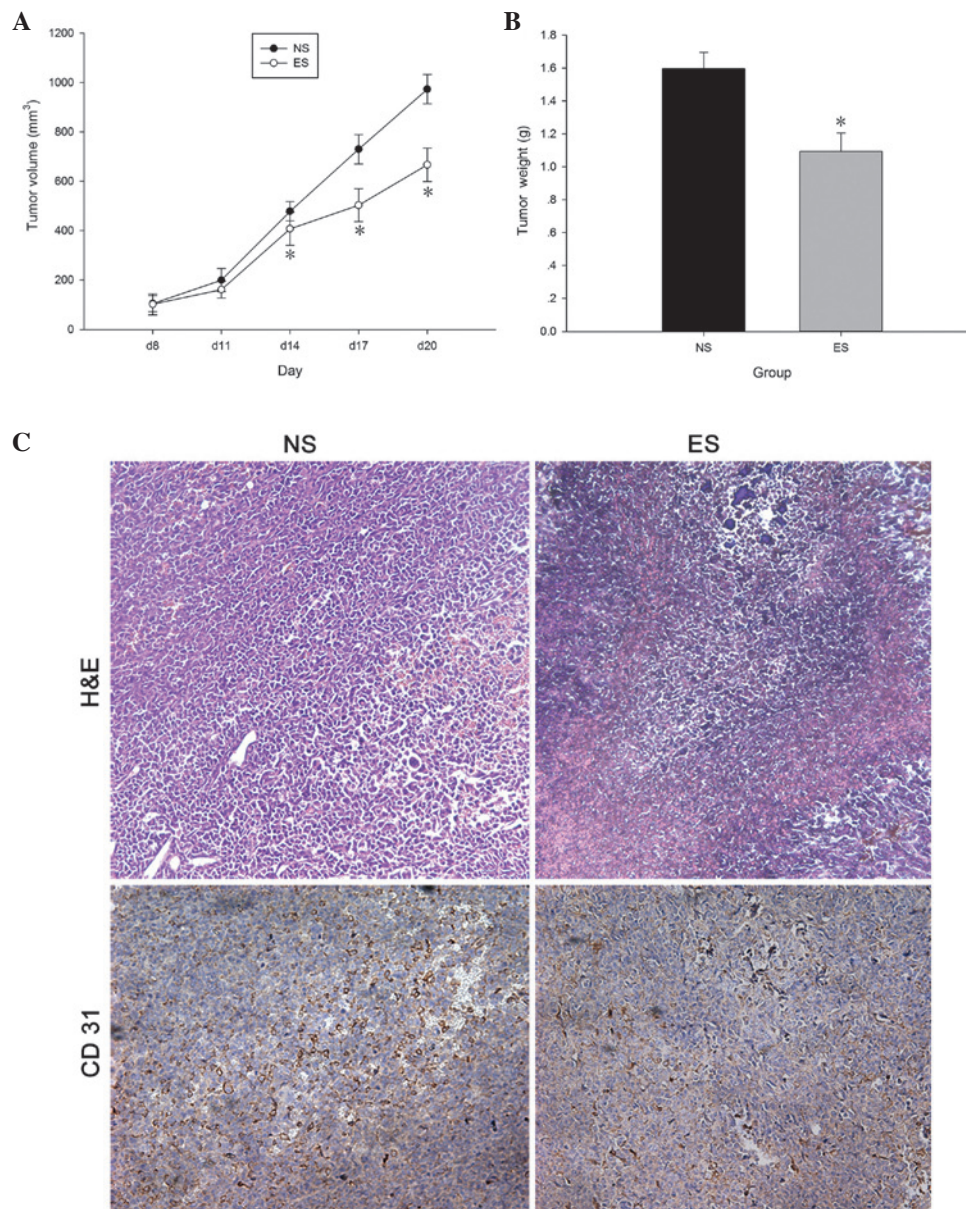 A
1200
1000
800
600
400
200
0
Tumor volume (mm³)
NS
ES
*
*
*
d8
d11
d14
d17
d20
Day
B
1.8
1.6
1.4
1.2
1.0
.8
.6
.4
.2
0.0
Tumor weight (g)
*
NS
ES
Group
C
NS
ES
H&E
CD 31